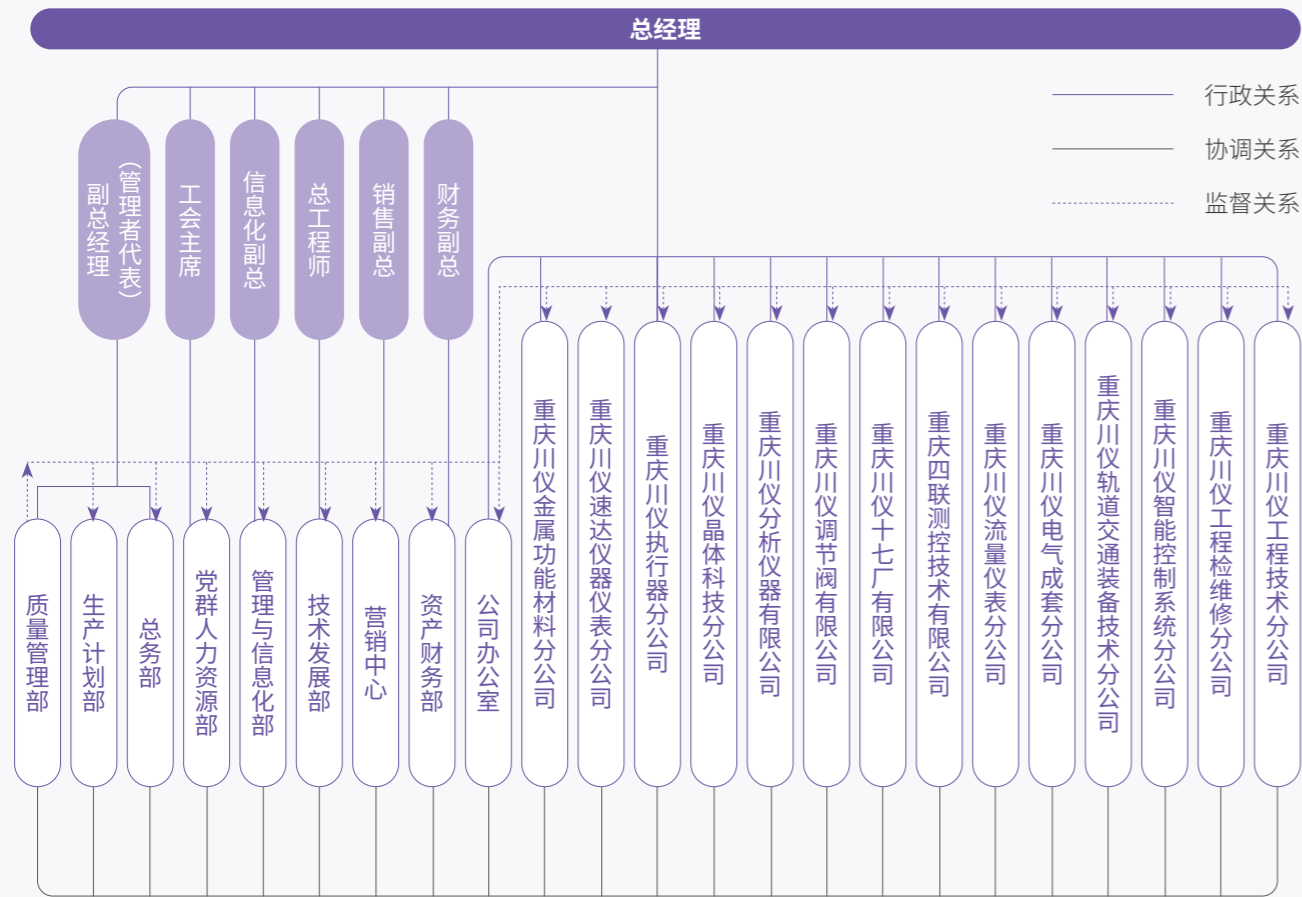 总经理
行政关系
协调关系
监督关系
副总经理
（管理者代表）
工会主席
信息化副总
总工程师
销售副总
财务副总
质量管理部
生产计划部
总务部
党群人力资源部
管理与信息化部
技术发展部
营销中心
资产财务部
公司办公室
重庆川仪金属功能材料分公司
重庆川仪速达仪器仪表分公司
重庆川仪执行器分公司
重庆川仪晶体科技分公司
重庆川仪分析仪器有限公司
重庆川仪调节阀有限公司
重庆川仪十七厂有限公司
重庆四联测控技术有限公司
重庆川仪流量仪表分公司
重庆川仪电气成套分公司
重庆川仪轨道交通装备技术分公司
重庆川仪智能控制系统分公司
重庆川仪工程检维修分公司
重庆川仪工程技术分公司